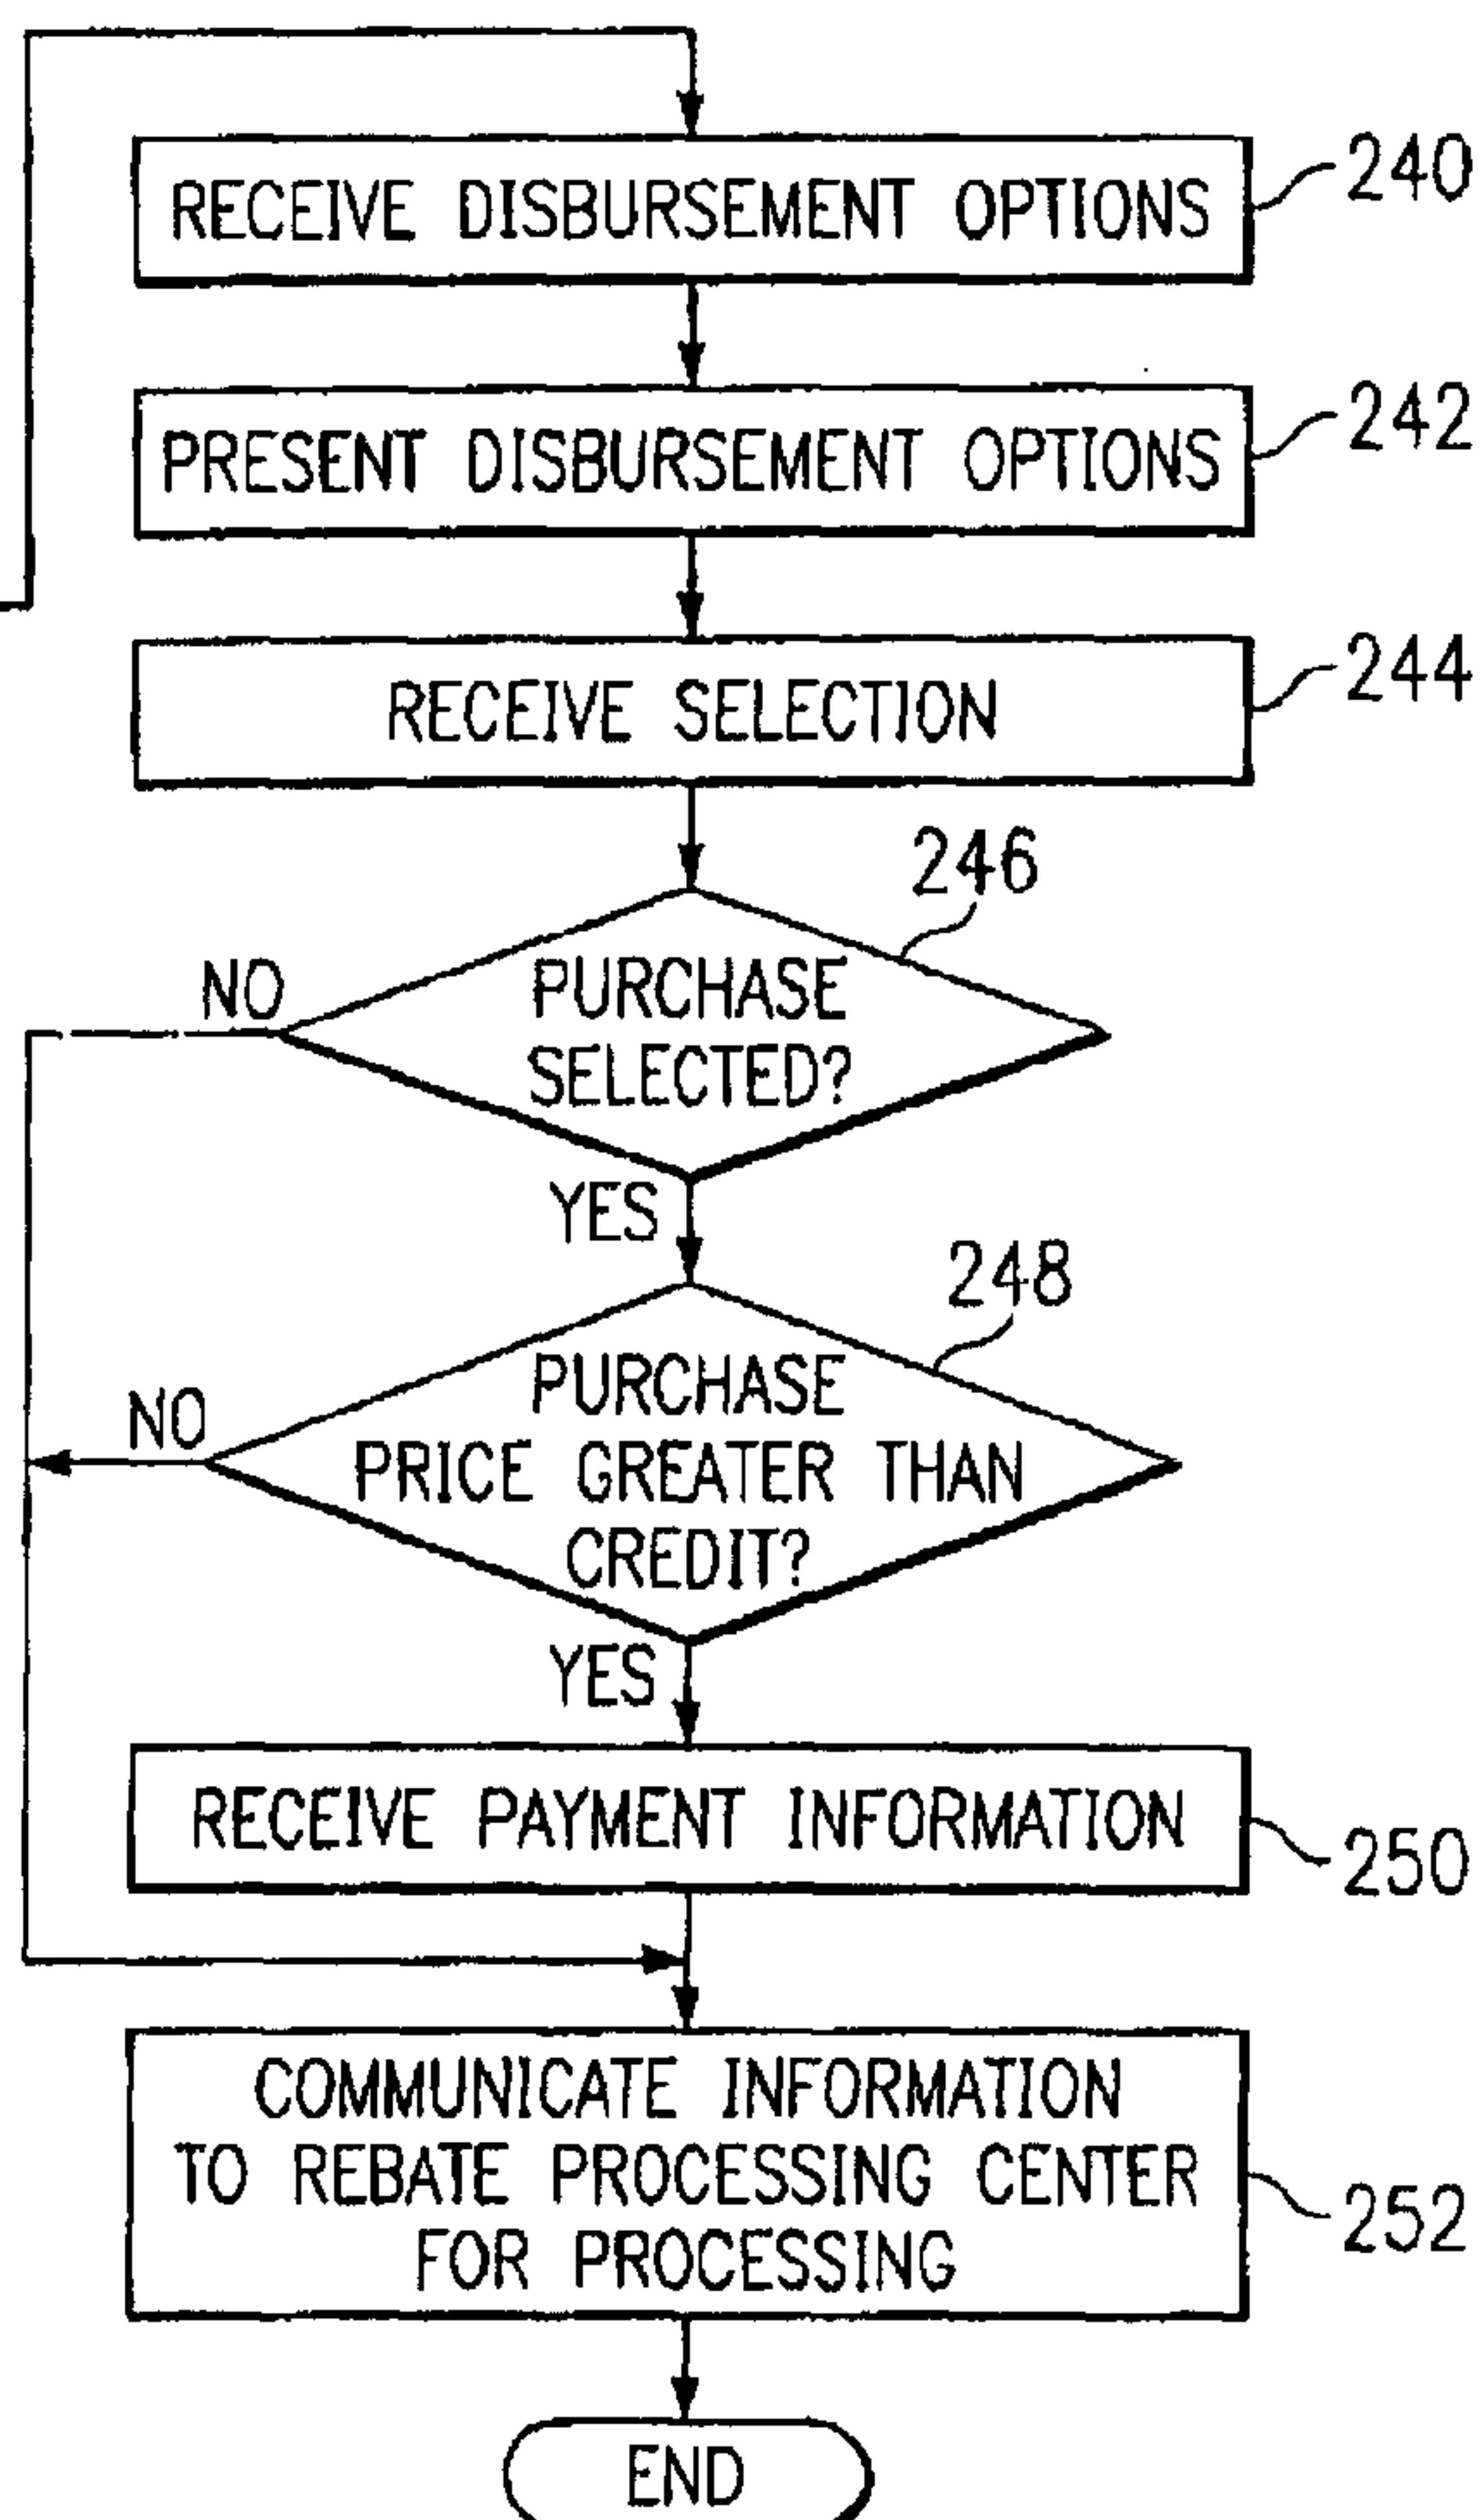 RECEIVE DISBURSEMENT OPTIONS
240
PRESENT DISBURSEMENT OPTIONS
242
RECEIVE SELECTION
244
246
NO
PURCHASE
SELECTED?
YES
248
NO
PURCHASE
PRICE GREATER THAN
CREDIT?
YES
RECEIVE PAYMENT INFORMATION
250
COMMUNICATE INFORMATION
TO REBATE PROCESSING CENTER
FOR PROCESSING
252
END